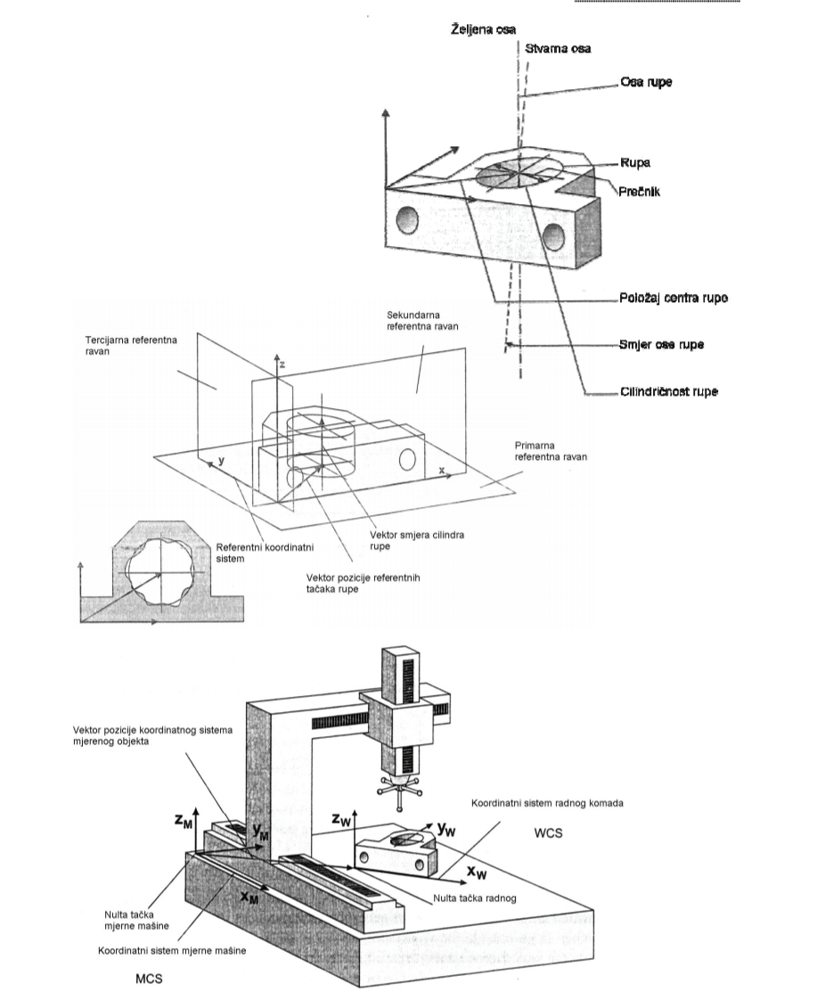 Željena osa
Stvarna osa
Osa rupe
Rupa
Prečnik
Položaj centra rupe
Smjer ose rupe
Cilindričnost rupe
Sekundarna
referentna ravan
Tercijarna referentna
ravan
z
Primarna
referentna ravan
y
x
Vektor smjera cilindra
rupe
Referentni koordinatni
sistem
Vektor pozicije referentnih
tačaka rupe
Vektor pozicije koordinatnog sistema
mjerenog objekta
Koordinatni sistem radnog komada
WCS
zM
yM
xM
zW
yW
xW
Nulta tačka radnog
Nulta tačka
mjerne mašine
Koordinatni sistem mjerne mašine
MCS